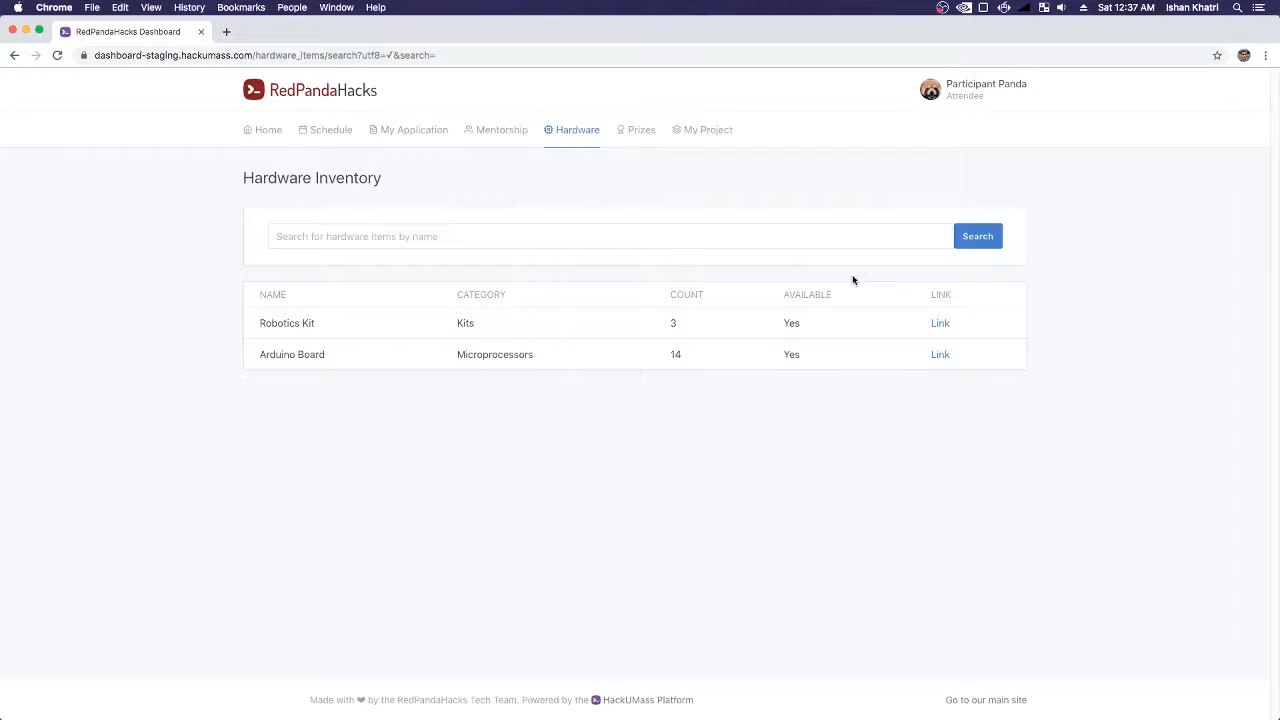 Chrome File Edit View History Bookmarks People Window Help Sat 12:37 AM Ishan Khatri
RedPandaHacks Dashboard
dashboard-staging.hackumass.com/hardware_items/search?utf8=✓&search=
RedPandaHacks
Participant Panda
Attendee
Home Schedule My Application Mentorship Hardware Prizes My Project
Hardware Inventory
Search for hardware items by name Search
NAME CATEGORY COUNT AVAILABLE LINK
Robotics Kit Kits 3 Yes Link
Arduino Board Microprocessors 14 Yes Link
Made with ❤ by the RedPandaHacks Tech Team. Powered by the HackUMass Platform Go to our main site